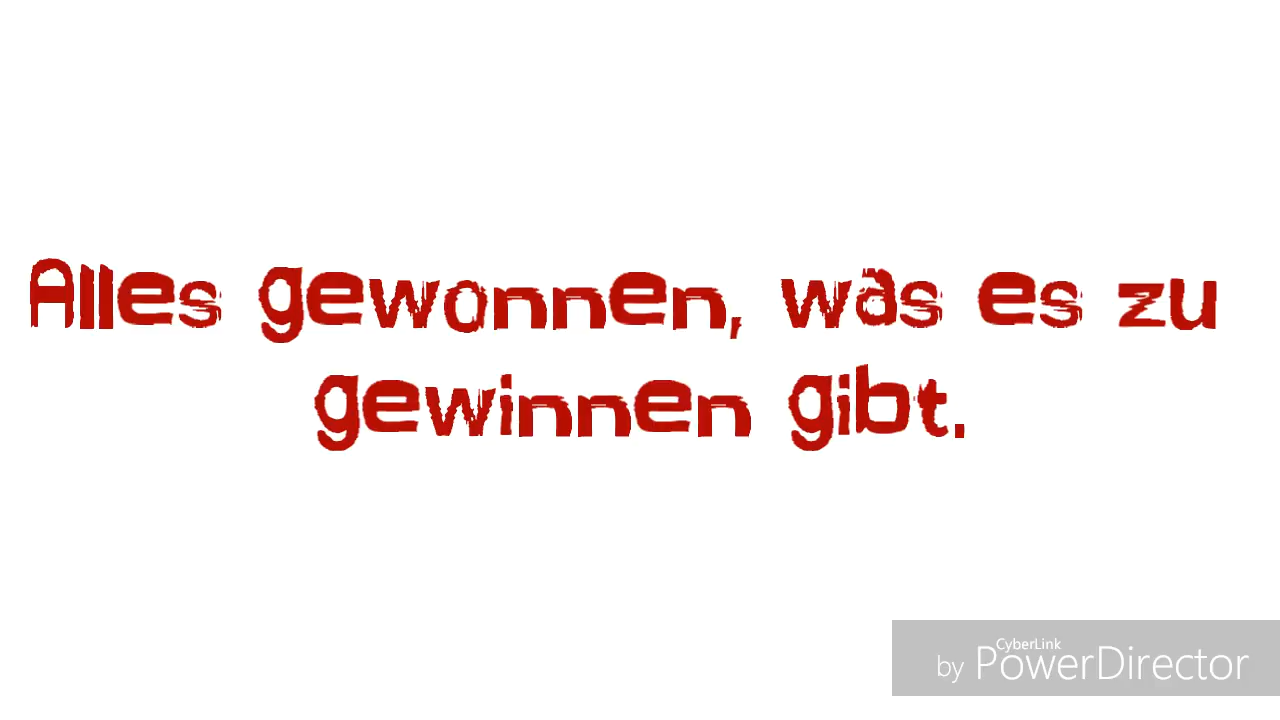 Alles gewonnen, was es zu
gewinnen gibt.
CyberLink
by PowerDirector